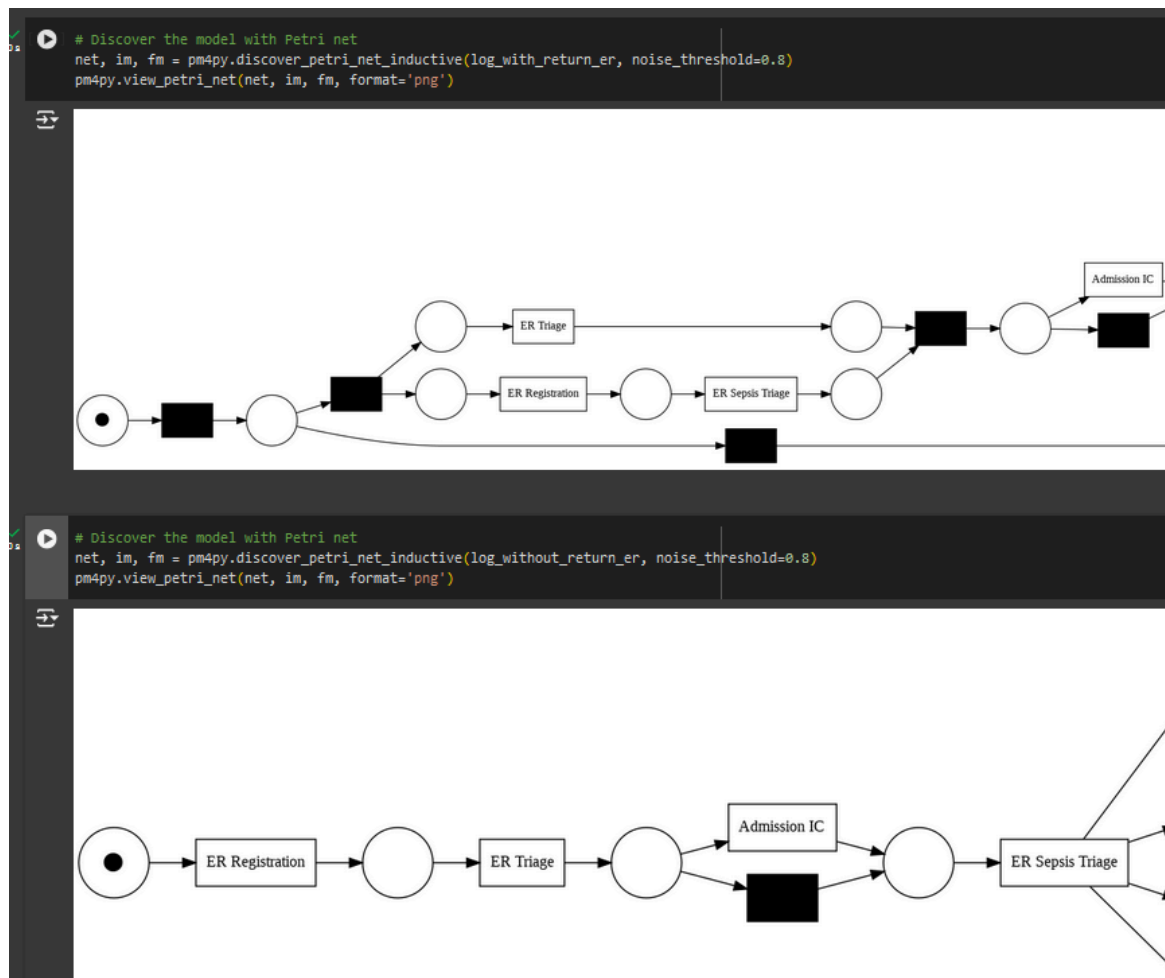 # Discover the model with Petri net
net, im, fm = pm4py.discover_petri_net_inductive(log_with_return_er, noise_threshold=0.8)
pm4py.view_petri_net(net, im, fm, format='png')
Admission IC
ER Triage
ER Registration
ER Sepsis Triage
# Discover the model with Petri net
net, im, fm = pm4py.discover_petri_net_inductive(log_without_return_er, noise_threshold=0.8)
pm4py.view_petri_net(net, im, fm, format='png')
Admission IC
ER Registration
ER Triage
ER Sepsis Triage